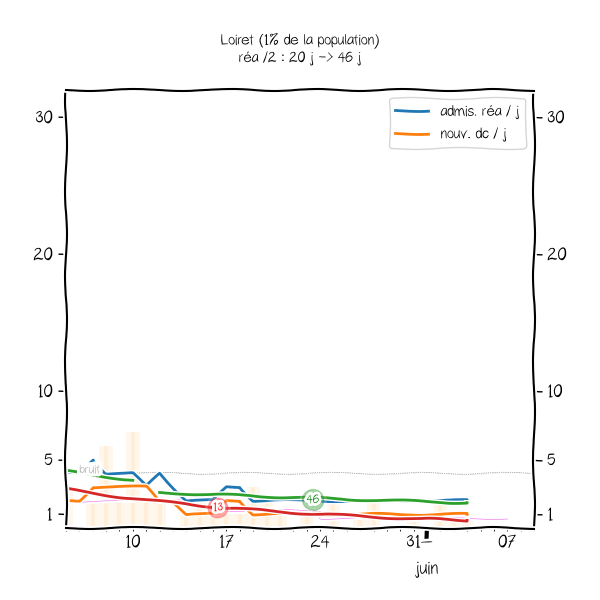 Loiret (1% de la population)
réa /2 : 20 j -> 46 j
admis. réa / j
nouv. dc / j
30
30
20
20
10
10
5
5
bruit
46
13
1
1
10
17
24
31
07
juin